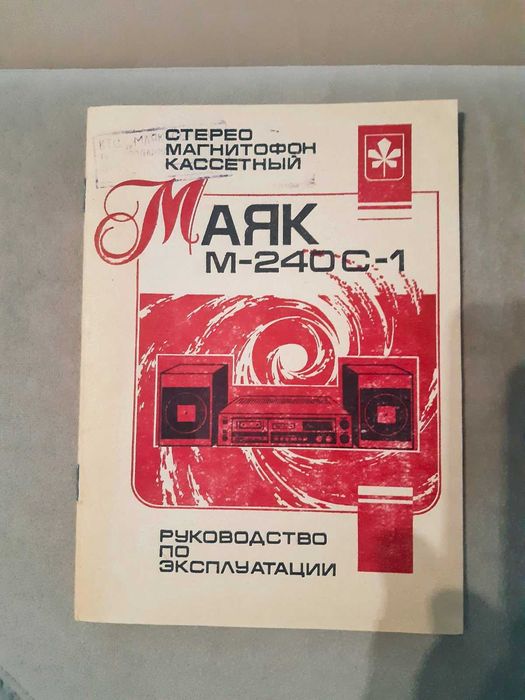 СТЕРЕО
МАГНИТОФОН
КАССЕТНЫЙ
МАЯК
М-240С-1
РУКОВОДСТВО
ПО
ЭКСПЛУАТАЦИИ